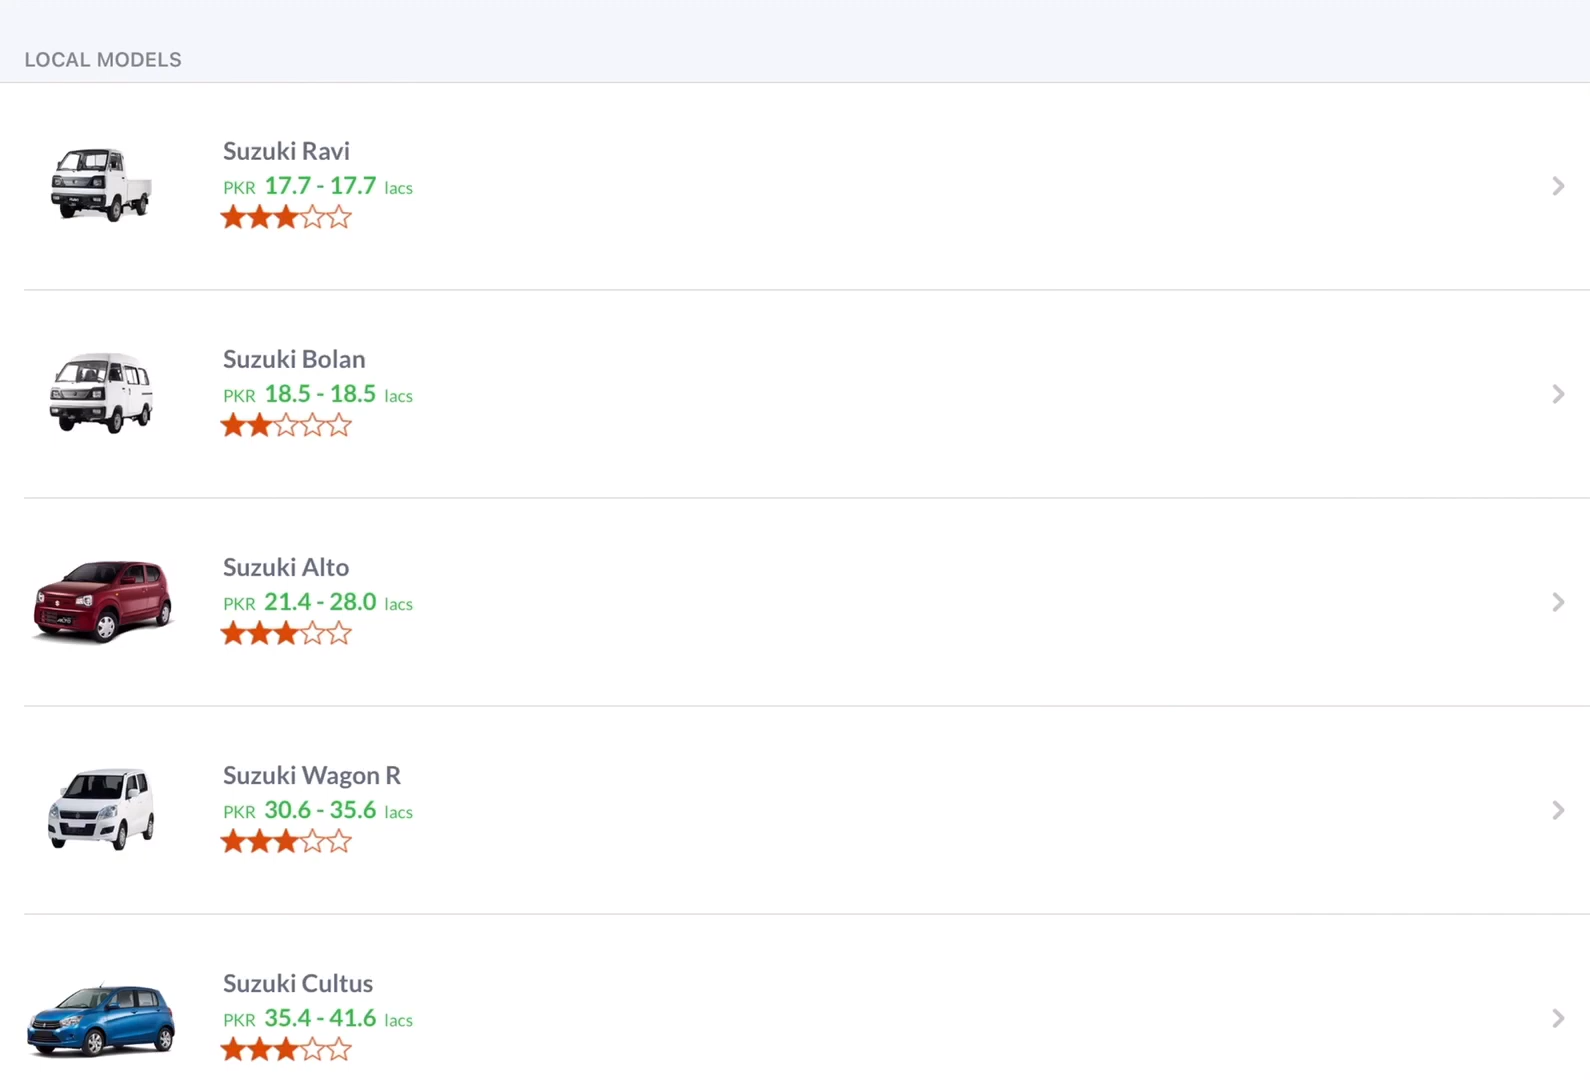 LOCAL MODELS
Suzuki Ravi
PKR 17.7 - 17.7 lacs
Suzuki Bolan
PKR 18.5 - 18.5 lacs
Suzuki Alto
PKR 21.4 - 28.0 lacs
Suzuki Wagon R
PKR 30.6 - 35.6 lacs
Suzuki Cultus
PKR 35.4 - 41.6 lacs